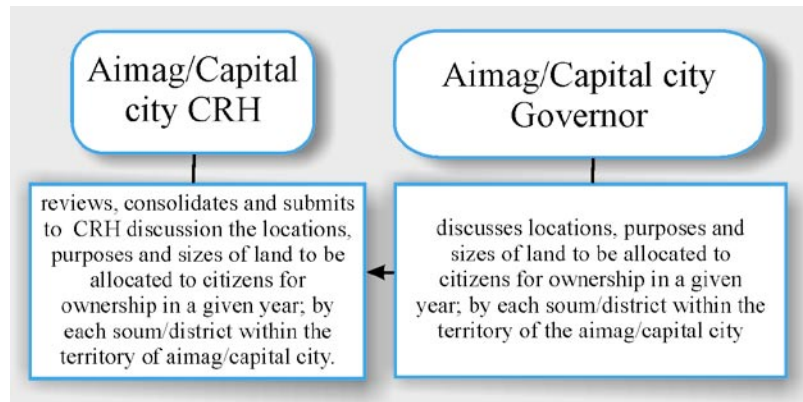 Aimag/Capital
city CRH
reviews, consolidates and submits
to CRH discussion the locations,
purposes and sizes of land to be
allocated to citizens for
ownership in a given year; by
each soum/district within the
territory of aimag/capital city.
Aimag/Capital city
Governor
discusses locations, purposes and
sizes of land to be allocated to
citizens for ownership in a given
year; by each soum/district within the
territory of the aimag/capital city